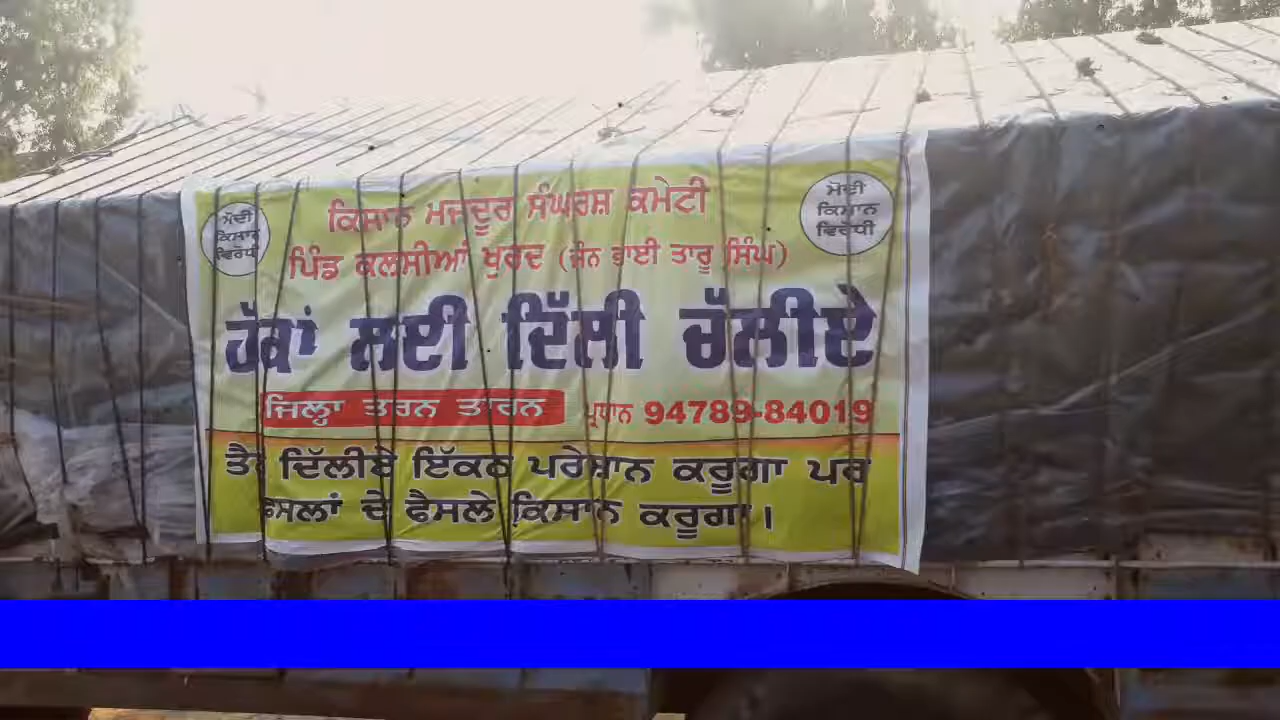 ਮੋਦੀ
ਕਿਸਾਨ
ਵਿਰੋਧੀ
ਕਿਸਾਨ ਮਜਦੂਰ ਸੰਘਰਸ਼ ਕਮੇਟੀ
ਮੋਦੀ
ਕਿਸਾਨ
ਵਿਰੋਧੀ
ਪਿੰਡ ਕਲਸੀਆਂ ਖੁਰਦ (ਜੋਨ ਭਾਈ ਤਾਰੂ ਸਿੰਘ)
ਹੱਕਾਂ ਲਈ ਦਿੱਲੀ ਚੱਲੀਏ
ਜਿਲ੍ਹਾ ਤਰਨ ਤਾਰਨ
ਪ੍ਰਧਾਨ 94789-84019
ਤੈਨੂੰ ਦਿੱਲੀਏ ਇੱਕਠ ਪਰੇਸ਼ਾਨ ਕਰੂਗਾ ਪਰ
ਫਸਲਾਂ ਦੇ ਫੈਸਲੇ ਕਿਸਾਨ ਕਰੂਗਾ।